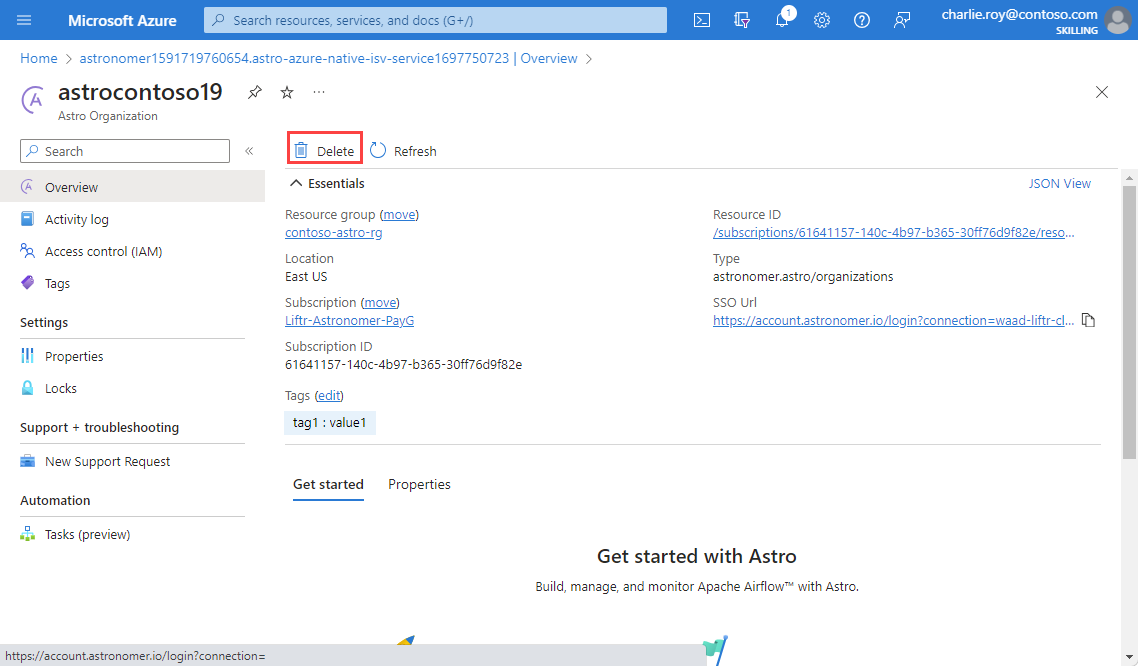 Microsoft Azure
Search resources, services, and docs (G+/)
1
charlie.roy@contoso.com
SKILLING
Home > astronomer1591719760654.astro-azure-native-isv-service1697750723 | Overview >
astrocontoso19
...
Astro Organization
Search
«
Delete
Refresh
Overview
Activity log
Access control (IAM)
Tags
Settings
Properties
Locks
Support + troubleshooting
New Support Request
Automation
Tasks (preview)
Essentials
JSON View
Resource group (move)
contoso-astro-rg
Location
East US
Subscription (move)
Liftr-Astronomer-PayG
Subscription ID
61641157-140c-4b97-b365-30ff76d9f82e
Tags (edit)
tag1 : value1
Resource ID
/subscriptions/61641157-140c-4b97-b365-30ff76d9f82e/reso...
Type
astronomer.astro/organizations
SSO Url
https://account.astronomer.io/login?connection=waad-liftr-cl...
Get started
Properties
Get started with Astro
Build, manage, and monitor Apache Airflow™ with Astro.
https://account.astronomer.io/login?connection=